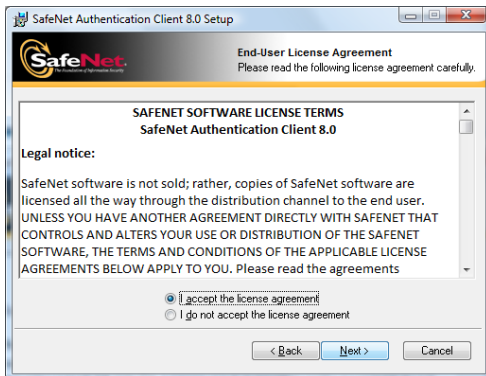 SafeNet Authentication Client 8.0 Setup
SafeNet.
The Foundation of Information Security
End-User License Agreement
Please read the following license agreement carefully.
SAFENET SOFTWARE LICENSE TERMS
SafeNet Authentication Client 8.0
Legal notice:
SafeNet software is not sold; rather, copies of SafeNet software are
licensed all the way through the distribution channel to the end user.
UNLESS YOU HAVE ANOTHER AGREEMENT DIRECTLY WITH SAFENET THAT
CONTROLS AND ALTERS YOUR USE OR DISTRIBUTION OF THE SAFENET
SOFTWARE, THE TERMS AND CONDITIONS OF THE APPLICABLE LICENSE
AGREEMENTS BELOW APPLY TO YOU. Please read the agreements
I accept the license agreement
I do not accept the license agreement
< Back
Next >
Cancel